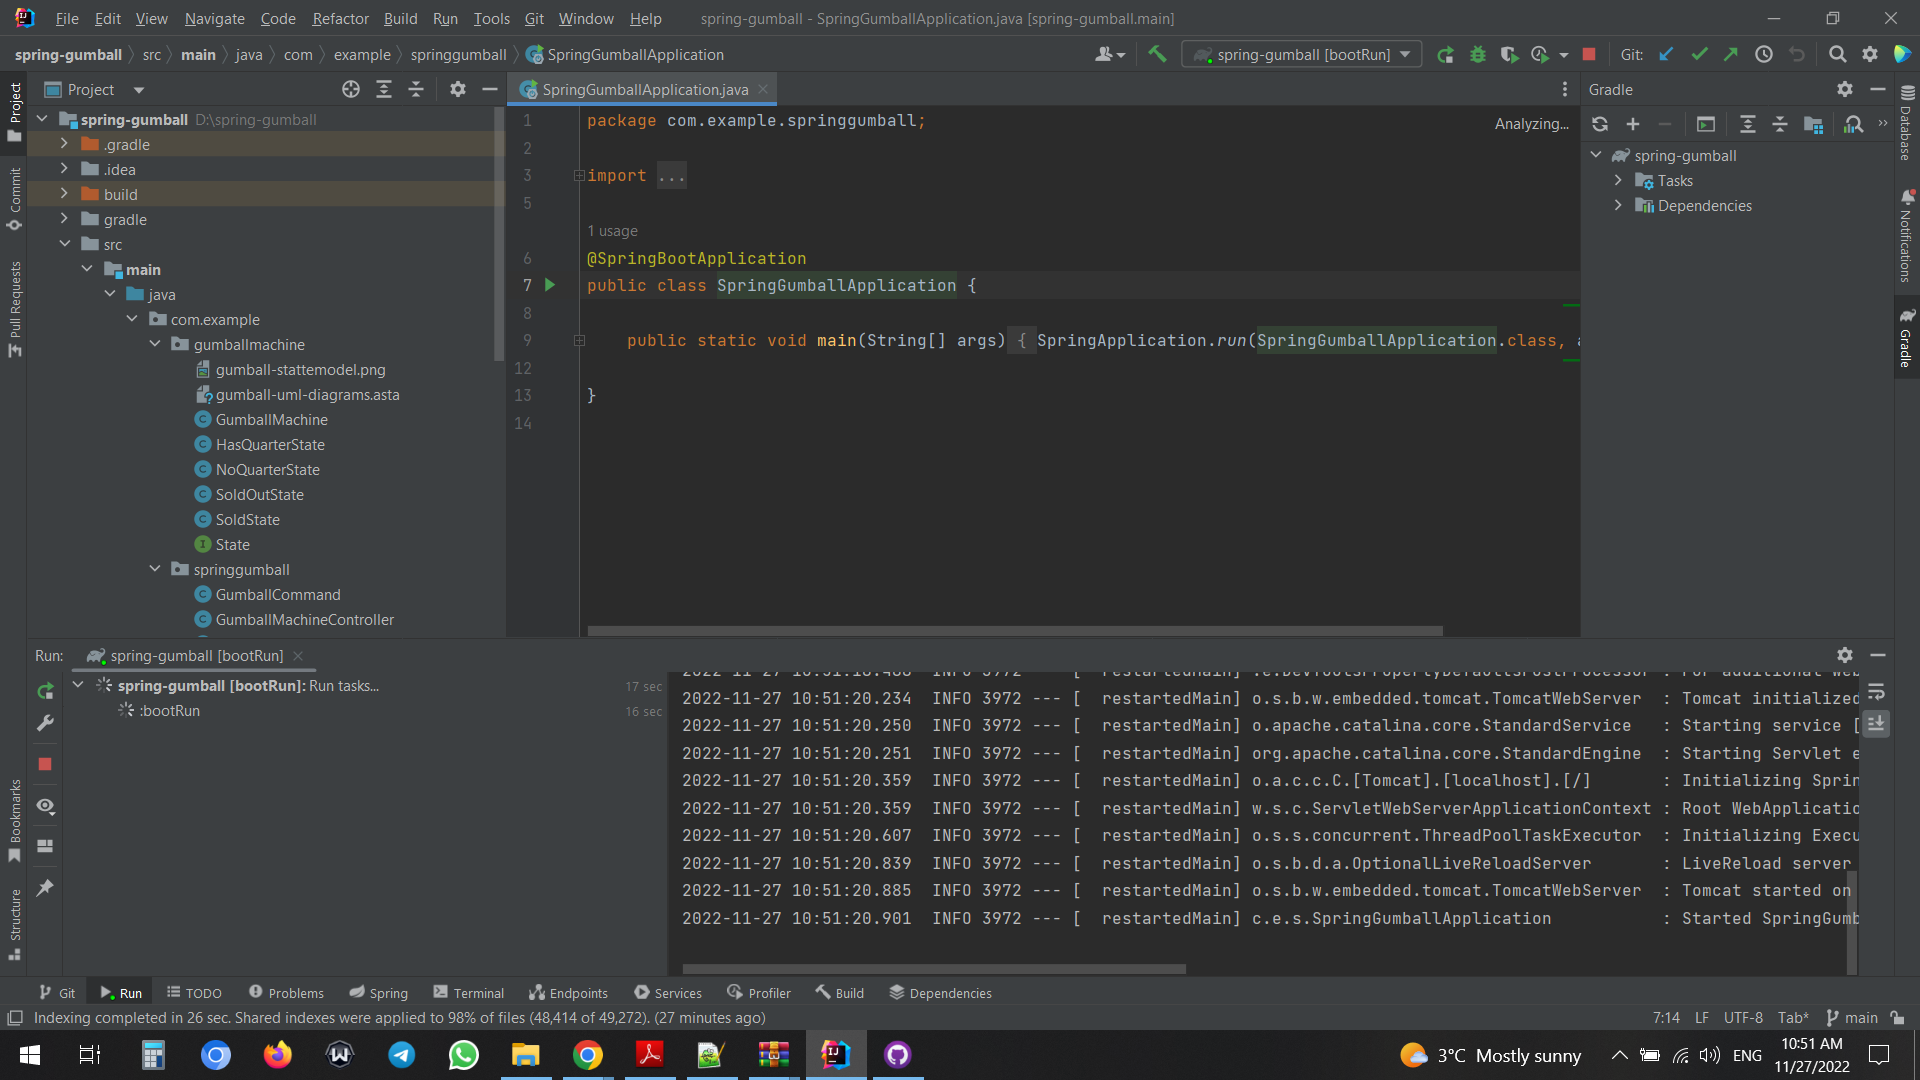 File Edit View Navigate Code Refactor Build Run Tools Git Window Help spring-gumball - SpringGumballApplication.java [spring-gumball.main]
spring-gumball src main java com example springgumball SpringGumballApplication spring-gumball [bootRun] Git:
Project
SpringGumballApplication.java
Gradle
spring-gumball D:\spring-gumball
.gradle
.idea
build
gradle
src
main
java
com.example
gumballmachine
gumball-stattemodel.png
gumball-uml-diagrams.asta
GumballMachine
HasQuarterState
NoQuarterState
SoldOutState
SoldState
State
springgumball
GumballCommand
GumballMachineController
1 package com.example.springgumball;
Analyzing...
2
3 import ...
5
1 usage
6 @SpringBootApplication
7 public class SpringGumballApplication {
8
9 public static void main(String[] args) { SpringApplication.run(SpringGumballApplication.class,
12
13 }
14
spring-gumball
Tasks
Dependencies
Project
Commit
Pull Requests
Bookmarks
Structure
Database
Notifications
Gradle
Run: spring-gumball [bootRun]
spring-gumball [bootRun]: Run tasks... 17 sec
:bootRun 16 sec
2022-11-27 10:51:20.234 INFO 3972 --- [ restartedMain] o.s.b.w.embedded.tomcat.TomcatWebServer : Tomcat initialized
2022-11-27 10:51:20.250 INFO 3972 --- [ restartedMain] o.apache.catalina.core.StandardService : Starting service [
2022-11-27 10:51:20.251 INFO 3972 --- [ restartedMain] org.apache.catalina.core.StandardEngine : Starting Servlet e
2022-11-27 10:51:20.359 INFO 3972 --- [ restartedMain] o.a.c.c.C.[Tomcat].[localhost].[/] : Initializing Sprin
2022-11-27 10:51:20.359 INFO 3972 --- [ restartedMain] w.s.c.ServletWebServerApplicationContext : Root WebApplicatio
2022-11-27 10:51:20.607 INFO 3972 --- [ restartedMain] o.s.s.concurrent.ThreadPoolTaskExecutor : Initializing Execu
2022-11-27 10:51:20.839 INFO 3972 --- [ restartedMain] o.s.b.d.a.OptionalLiveReloadServer : LiveReload server
2022-11-27 10:51:20.885 INFO 3972 --- [ restartedMain] o.s.b.w.embedded.tomcat.TomcatWebServer : Tomcat started on
2022-11-27 10:51:20.901 INFO 3972 --- [ restartedMain] c.e.s.SpringGumballApplication : Started SpringGumb
Git Run TODO Problems Spring Terminal Endpoints Services Profiler Build Dependencies
Indexing completed in 26 sec. Shared indexes were applied to 98% of files (48,414 of 49,272). (27 minutes ago) 7:14 LF UTF-8 Tab* main
3°C Mostly sunny ENG 10:51 AM
11/27/2022